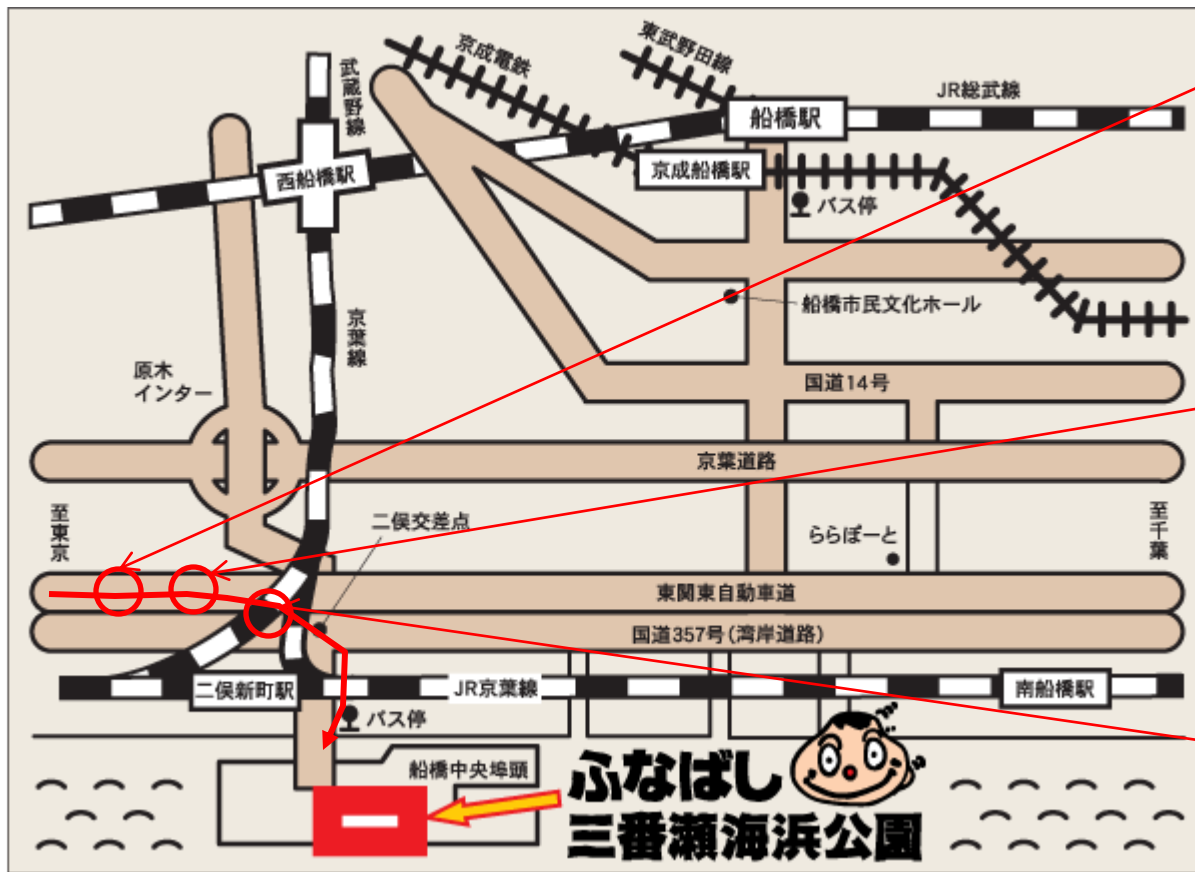 京成電鉄
東武野田線
武蔵野線
JR総武線
船橋駅
西船橋駅
京成船橋駅
バス停
船橋市民文化ホール
京葉線
原木
インター
国道14号
京葉道路
至東京
二俣交差点
ららぽーと
至千葉
東関東自動車道
国道357号(湾岸道路)
二俣新町駅
JR京葉線
南船橋駅
バス停
船橋中央埠頭
ふなばし
三番瀬海浜公園